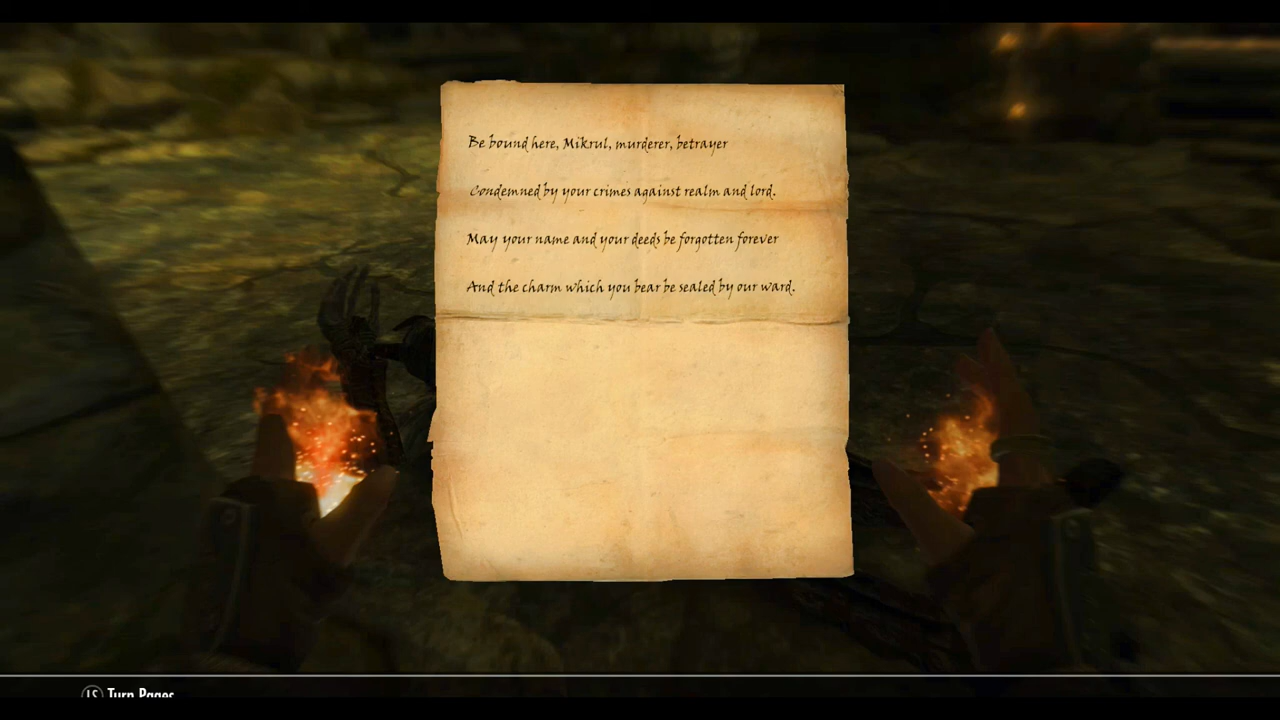 Be bound here, Mikrul, murderer, betrayer
Condemned by your crimes against realm and lord.
May your name and your deeds be forgotten forever
And the charm which you bear be sealed by our ward.
LS Turn Pages